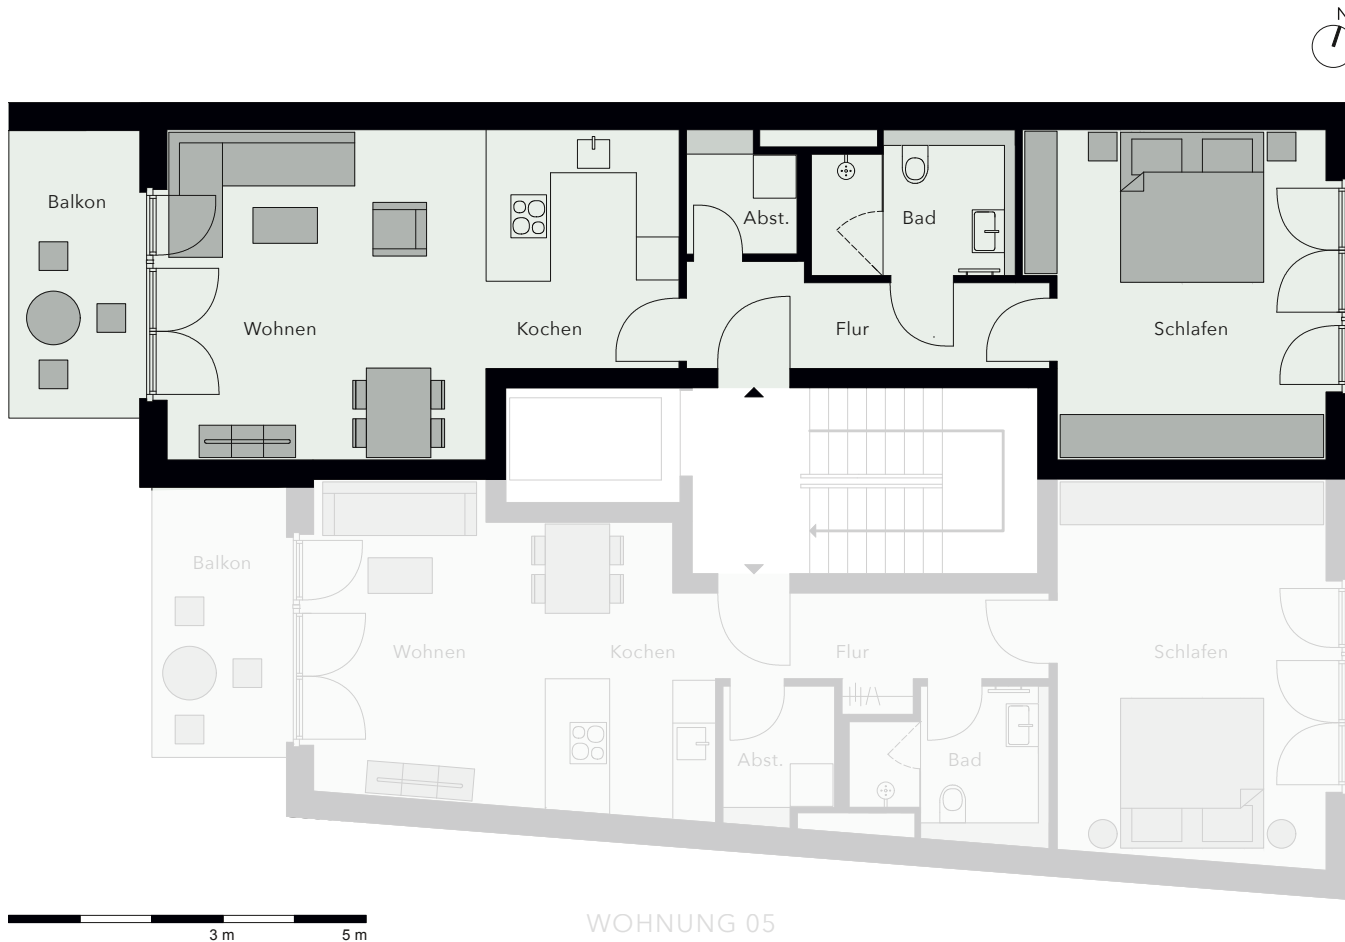 N
Balkon
Abst.
Bad
Wohnen
Kochen
Flur
Schlafen
Balkon
Wohnen
Kochen
Flur
Schlafen
Abst.
Bad
WOHNUNG 05
3 m
5 m